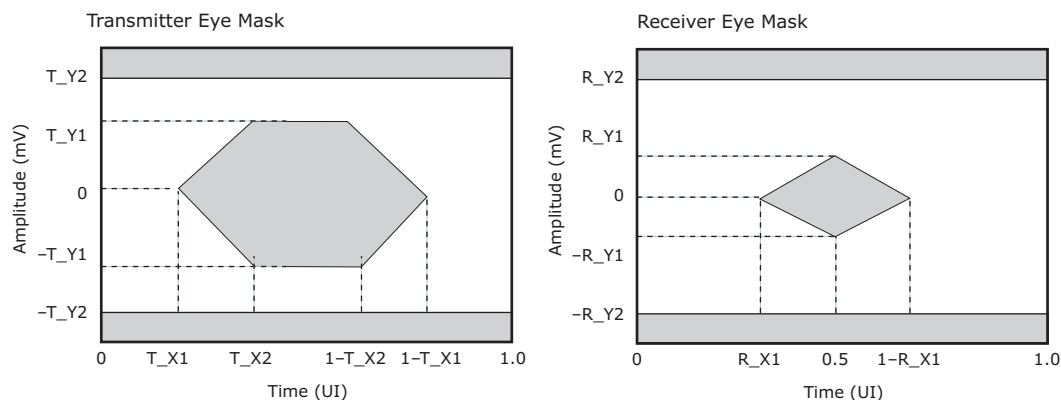 Transmitter Eye Mask
T_Y2
T_Y1
0
–T_Y1
–T_Y2
Amplitude (mV)
0 T_X1 T_X2 1–T_X2 1–T_X1 1.0
Time (UI)
Receiver Eye Mask
R_Y2
R_Y1
0
–R_Y1
–R_Y2
Amplitude (mV)
0 R_X1 0.5 1–R_X1 1.0
Time (UI)